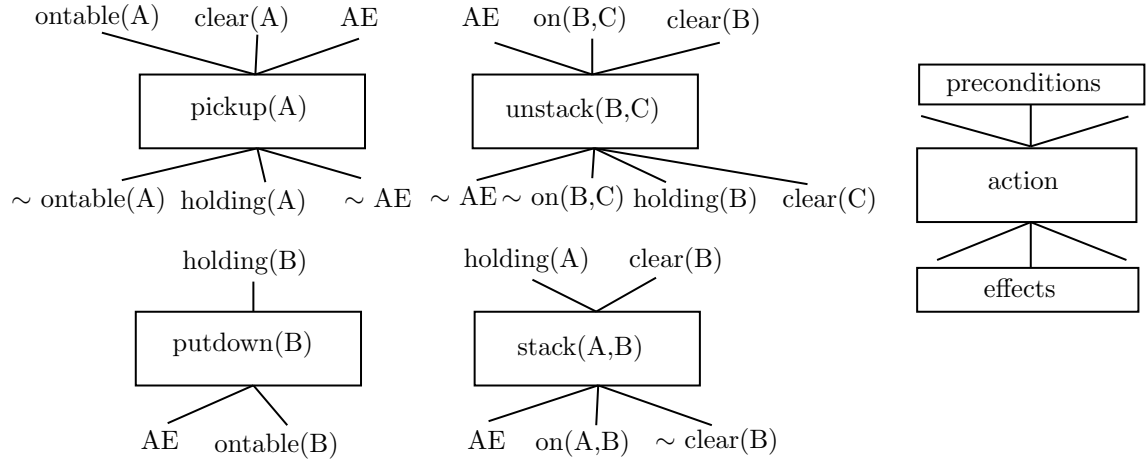 ontable(A) clear(A) AE
pickup(A)
~ ontable(A) holding(A) ~ AE
AE on(B,C) clear(B)
unstack(B,C)
~ AE ~ on(B,C) holding(B) clear(C)
preconditions
action
effects
holding(B)
putdown(B)
AE ontable(B)
holding(A) clear(B)
stack(A,B)
AE on(A,B) ~ clear(B)